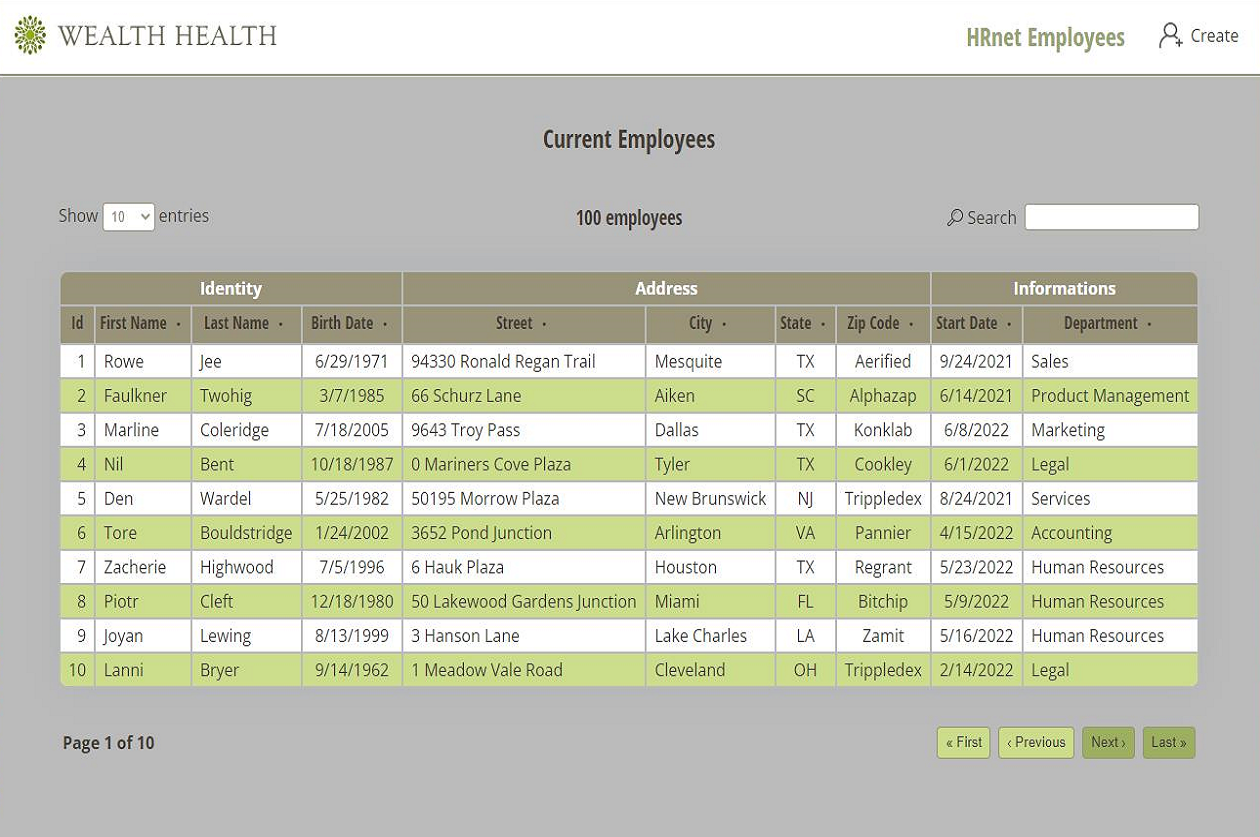 WEALTH HEALTH
HRnet Employees Create
Current Employees
Show 10 entries
100 employees
Search
Identity Address Informations
Id First Name Last Name Birth Date Street City State Zip Code Start Date Department
1 Rowe Jee 6/29/1971 94330 Ronald Regan Trail Mesquite TX Aerified 9/24/2021 Sales
2 Faulkner Twohig 3/7/1985 66 Schurz Lane Aiken SC Alphazap 6/14/2021 Product Management
3 Marline Coleridge 7/18/2005 9643 Troy Pass Dallas TX Konklab 6/8/2022 Marketing
4 Nil Bent 10/18/1987 0 Mariners Cove Plaza Tyler TX Cookley 6/1/2022 Legal
5 Den Wardel 5/25/1982 50195 Morrow Plaza New Brunswick NJ Trippledex 8/24/2021 Services
6 Tore Bouldstridge 1/24/2002 3652 Pond Junction Arlington VA Pannier 4/15/2022 Accounting
7 Zacherie Highwood 7/5/1996 6 Hauk Plaza Houston TX Regrant 5/23/2022 Human Resources
8 Piotr Cleft 12/18/1980 50 Lakewood Gardens Junction Miami FL Bitchip 5/9/2022 Human Resources
9 Joyan Lewing 8/13/1999 3 Hanson Lane Lake Charles LA Zamit 5/16/2022 Human Resources
10 Lanni Bryer 9/14/1962 1 Meadow Vale Road Cleveland OH Trippledex 2/14/2022 Legal
Page 1 of 10
« First ‹ Previous Next › Last »